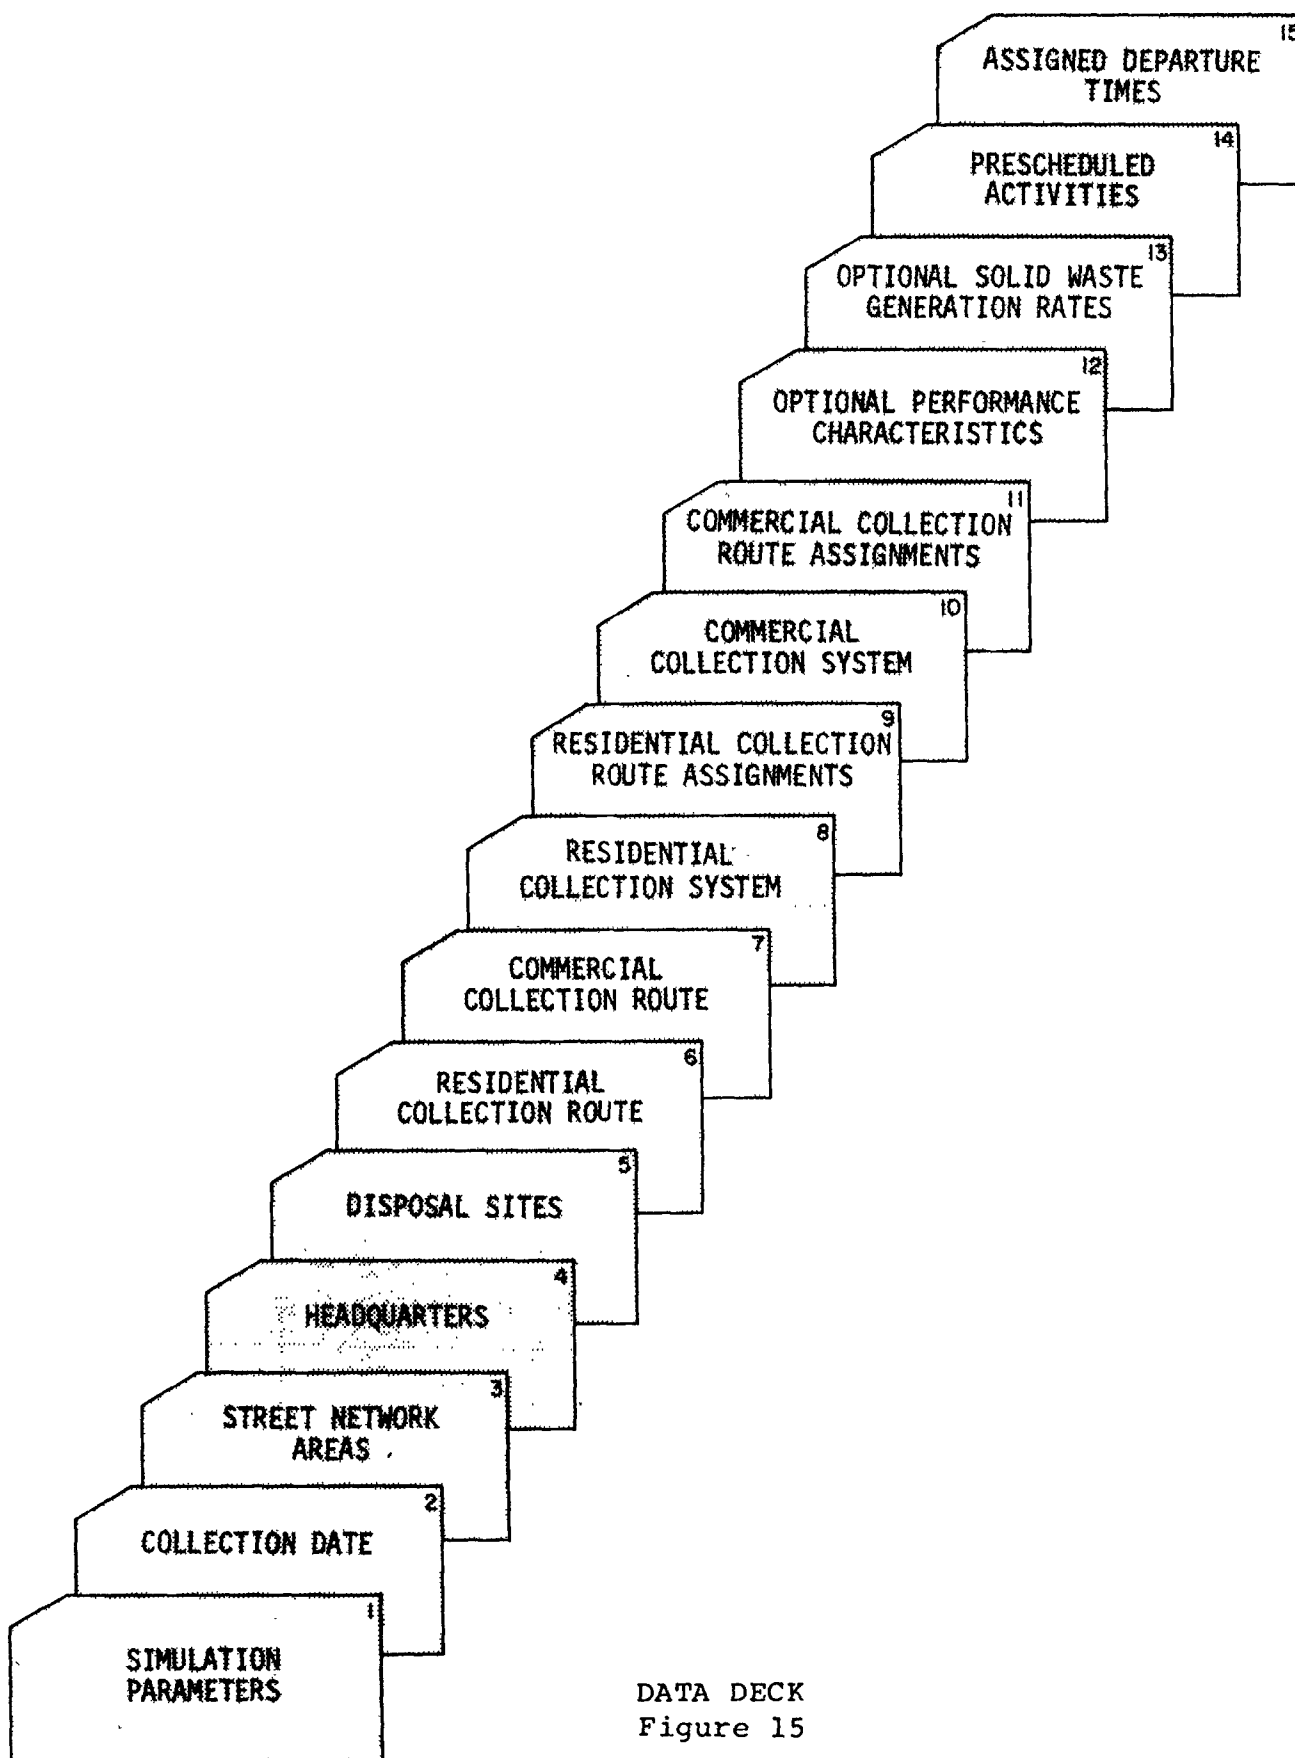 15
ASSIGNED DEPARTURE
TIMES
14
PRESCHEDULED
ACTIVITIES
13
OPTIONAL SOLID WASTE
GENERATION RATES
12
OPTIONAL PERFORMANCE
CHARACTERISTICS
11
COMMERCIAL COLLECTION
ROUTE ASSIGNMENTS
10
COMMERCIAL
COLLECTION SYSTEM
9
RESIDENTIAL COLLECTION
ROUTE ASSIGNMENTS
8
RESIDENTIAL
COLLECTION SYSTEM
7
COMMERCIAL
COLLECTION ROUTE
6
RESIDENTIAL
COLLECTION ROUTE
5
DISPOSAL SITES
4
HEADQUARTERS
3
STREET NETWORK
AREAS
2
COLLECTION DATE
1
SIMULATION
PARAMETERS
DATA DECK
Figure 15